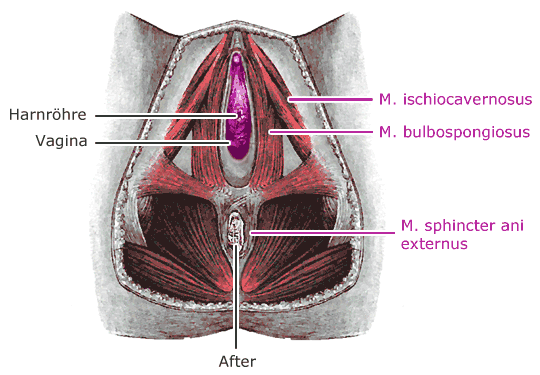 M. ischiocavernosus
Harnröhre
M. bulbospongiosus
Vagina
M. sphincter ani
externus
After